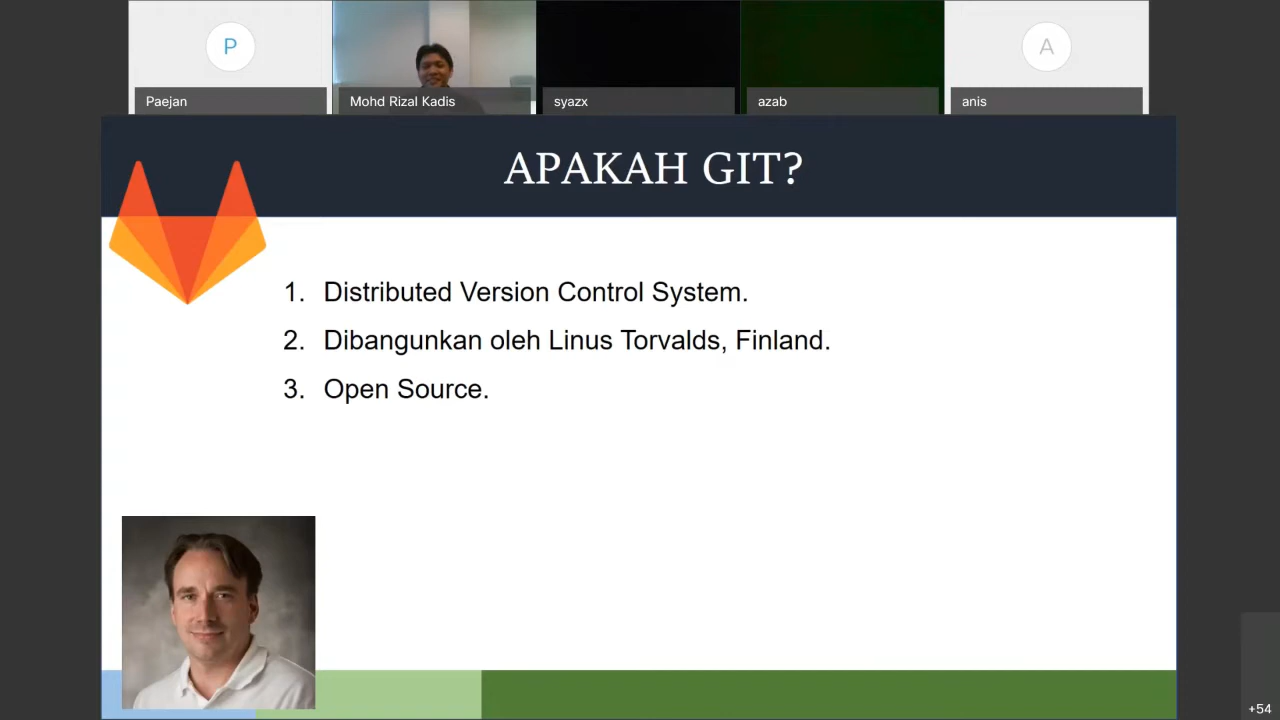 P
A
Paejan
Mohd Rizal Kadis
syazx
azab
anis
APAKAH GIT?
1. Distributed Version Control System.
2. Dibangunkan oleh Linus Torvalds, Finland.
3. Open Source.
+54